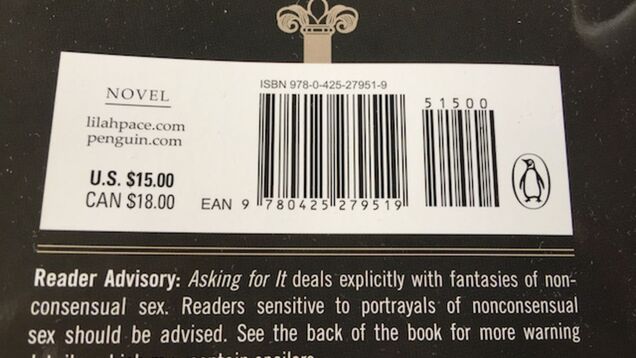 ISBN 978-0-425-27951-9
NOVEL
51500
lilahpace.com
penguin.com
U.S. $15.00
CAN $18.00
EAN 9 780425 279519
Reader Advisory: Asking for It deals explicitly with fantasies of non-
consensual sex. Readers sensitive to portrayals of nonconsensual
sex should be advised. See the back of the book for more warning